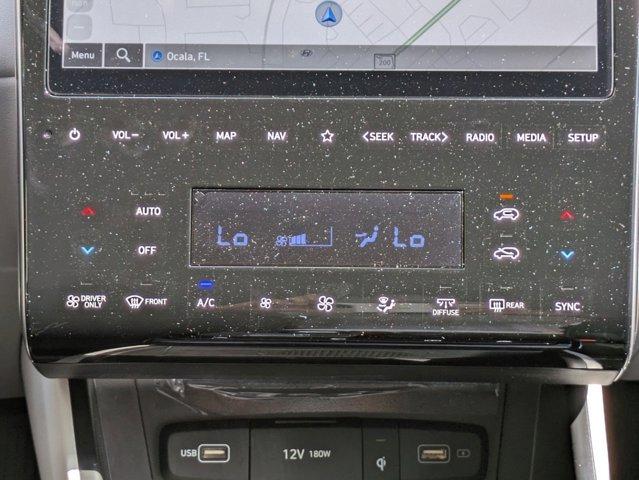 Menu Ocala, FL 200
VOL− VOL+ MAP NAV <SEEK TRACK> RADIO MEDIA SETUP
AUTO
Lo Lo
OFF
DRIVER ONLY FRONT A/C DIFFUSE REAR SYNC
USB 12V 180W